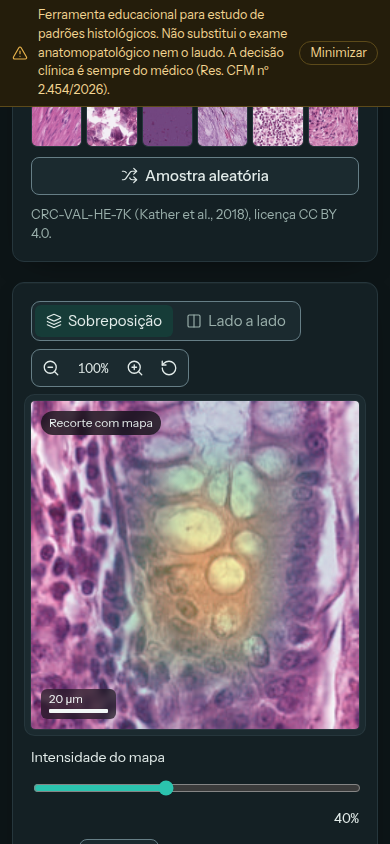 Ferramenta educacional para estudo de
padrões histológicos. Não substitui o exame
anatomopatológico nem o laudo. A decisão
clínica é sempre do médico (Res. CFM nº
2.454/2026).
Minimizar
Amostra aleatória
CRC-VAL-HE-7K (Kather et al., 2018), licença CC BY
4.0.
Sobreposição
Lado a lado
100%
Recorte com mapa
20 µm
Intensidade do mapa
40%